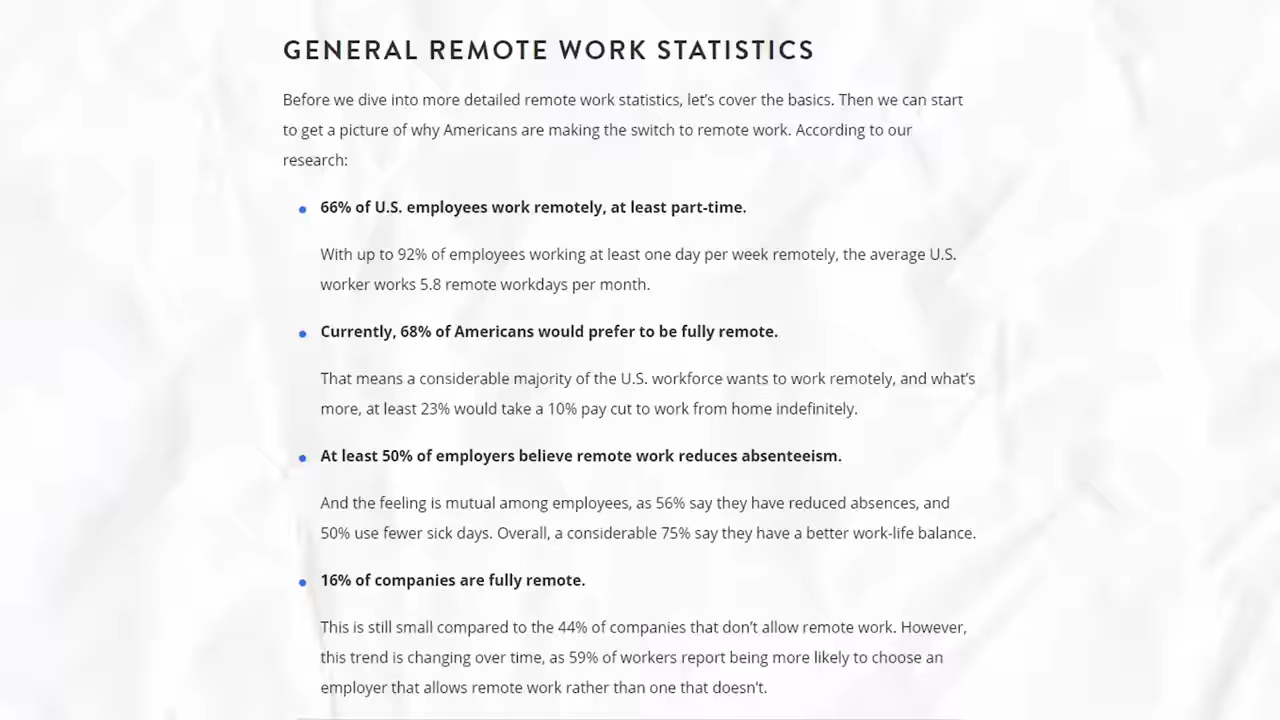 GENERAL REMOTE WORK STATISTICS
Before we dive into more detailed remote work statistics, let's cover the basics. Then we can start
to get a picture of why Americans are making the switch to remote work. According to our
research:
66% of U.S. employees work remotely, at least part-time.
With up to 92% of employees working at least one day per week remotely, the average U.S.
worker works 5.8 remote workdays per month.
Currently, 68% of Americans would prefer to be fully remote.
That means a considerable majority of the U.S. workforce wants to work remotely, and what's
more, at least 23% would take a 10% pay cut to work from home indefinitely.
At least 50% of employers believe remote work reduces absenteeism.
And the feeling is mutual among employees, as 56% say they have reduced absences, and
50% use fewer sick days. Overall, a considerable 75% say they have a better work-life balance.
16% of companies are fully remote.
This is still small compared to the 44% of companies that don't allow remote work. However,
this trend is changing over time, as 59% of workers report being more likely to choose an
employer that allows remote work rather than one that doesn't.